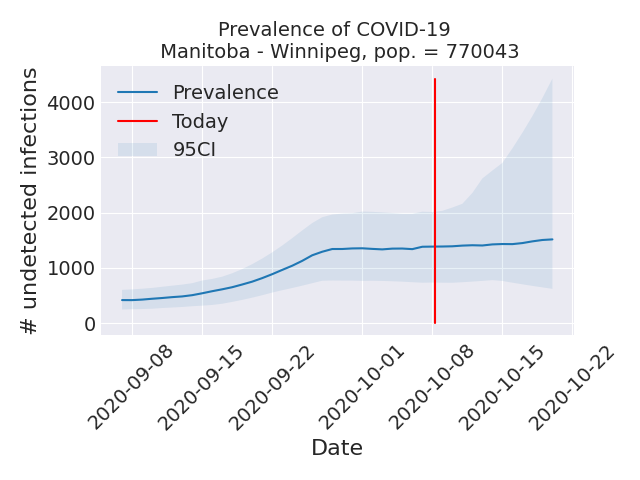 Prevalence of COVID-19
Manitoba - Winnipeg, pop. = 770043
# undetected infections
4000
3000
2000
1000
0
Prevalence
Today
95CI
2020-09-08
2020-09-15
2020-09-22
2020-10-01
2020-10-08
2020-10-15
2020-10-22
Date